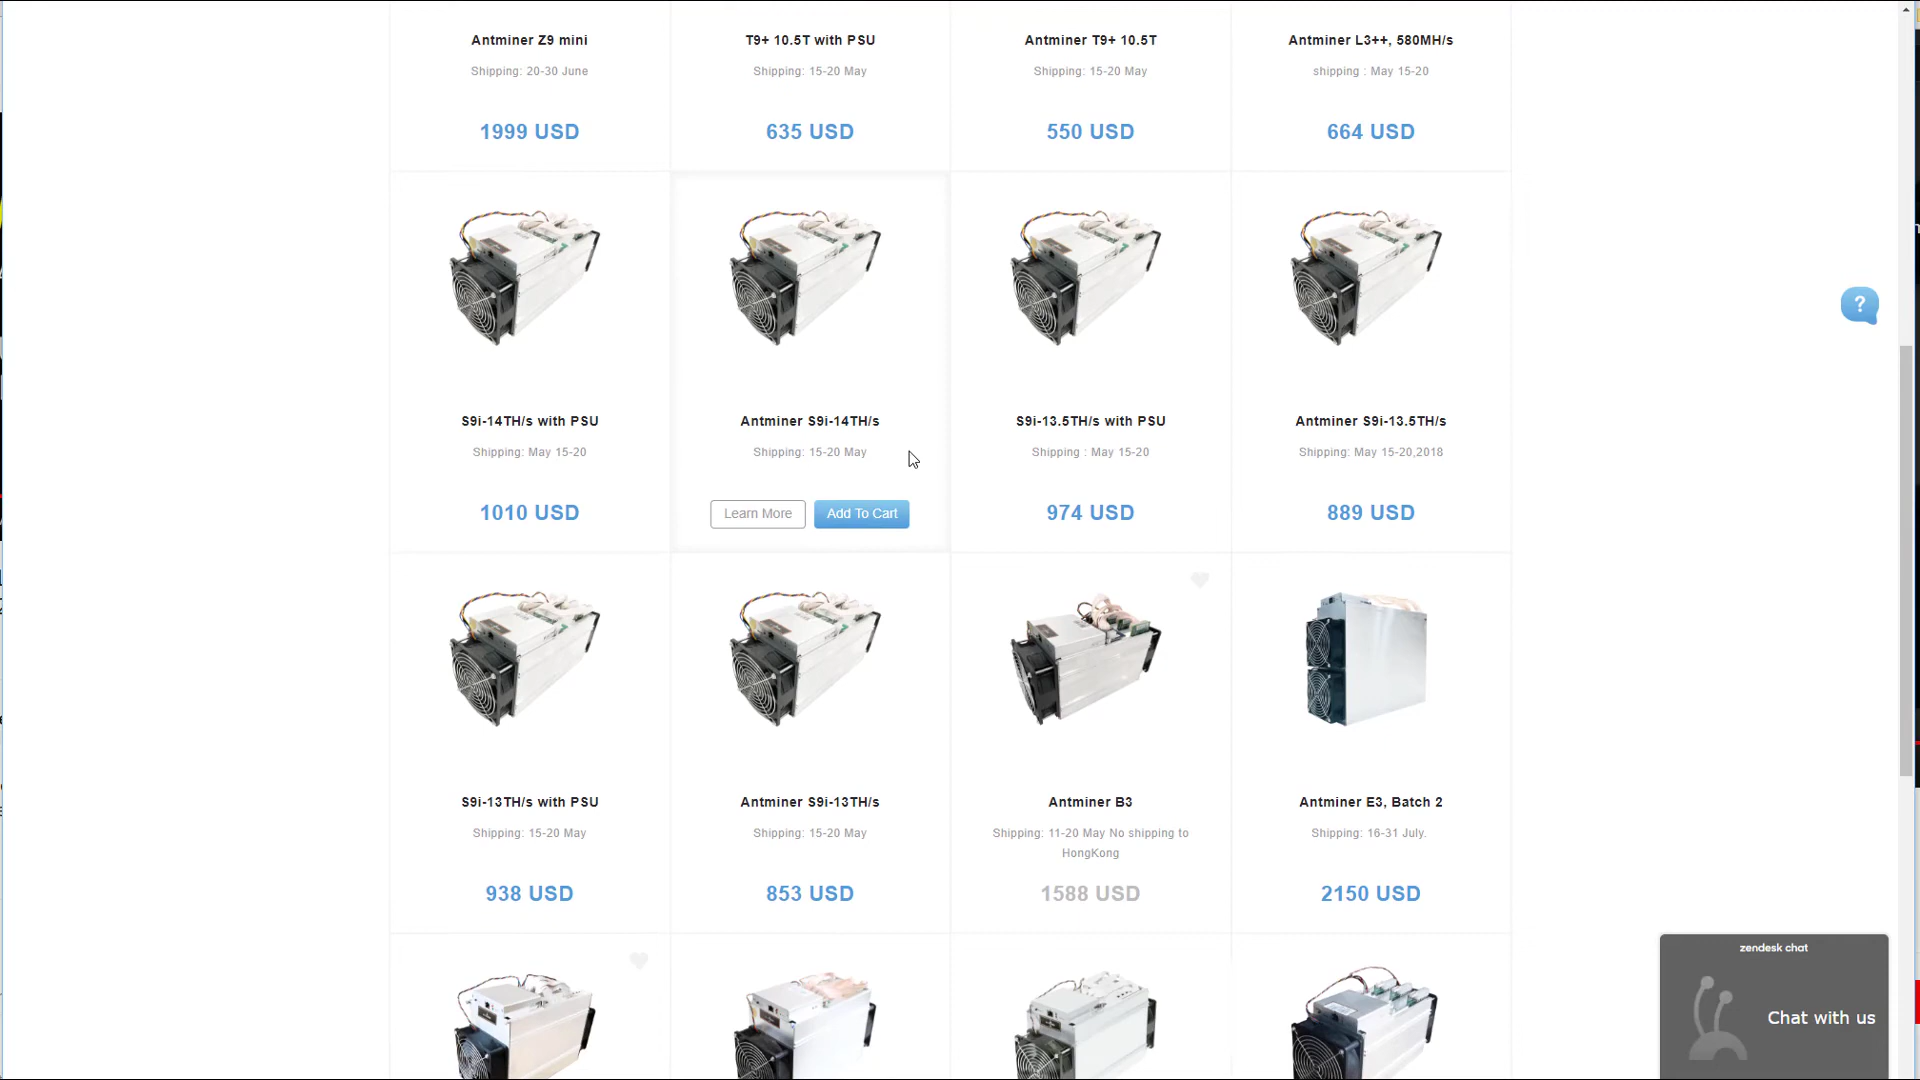 Antminer Z9 mini
T9+ 10.5T with PSU
Antminer T9+ 10.5T
Antminer L3++, 580MH/s
Shipping: 20-30 June
Shipping: 15-20 May
Shipping: 15-20 May
shipping : May 15-20
1999 USD
635 USD
550 USD
664 USD
S9i-14TH/s with PSU
Antminer S9i-14TH/s
S9i-13.5TH/s with PSU
Antminer S9i-13.5TH/s
Shipping: May 15-20
Shipping: 15-20 May
Shipping : May 15-20
Shipping: May 15-20,2018
1010 USD
Learn More
Add To Cart
974 USD
889 USD
?
S9i-13TH/s with PSU
Antminer S9i-13TH/s
Antminer B3
Antminer E3, Batch 2
Shipping: 15-20 May
Shipping: 15-20 May
Shipping: 11-20 May No shipping to
HongKong
Shipping: 16-31 July.
938 USD
853 USD
1588 USD
2150 USD
zendesk chat
Chat with us